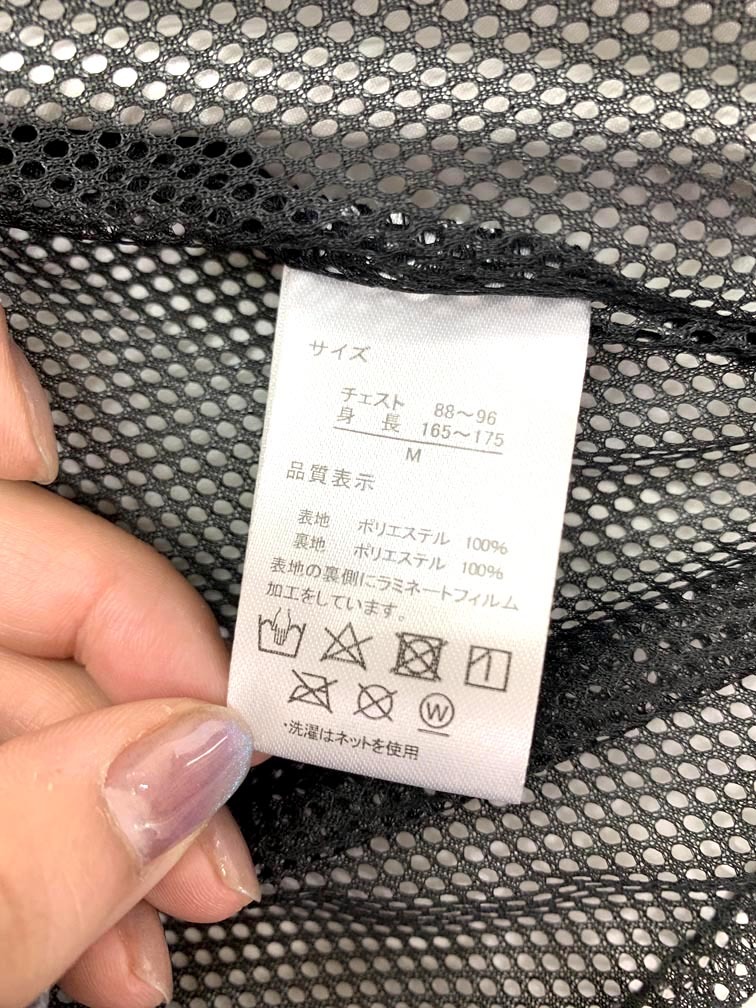 サイズ
チェスト 88～96
身 長 165～175
M
品質表示
表地 ポリエステル 100%
裏地 ポリエステル 100%
表地の裏側にラミネートフィルム
加工をしています。
W
・洗濯はネットを使用